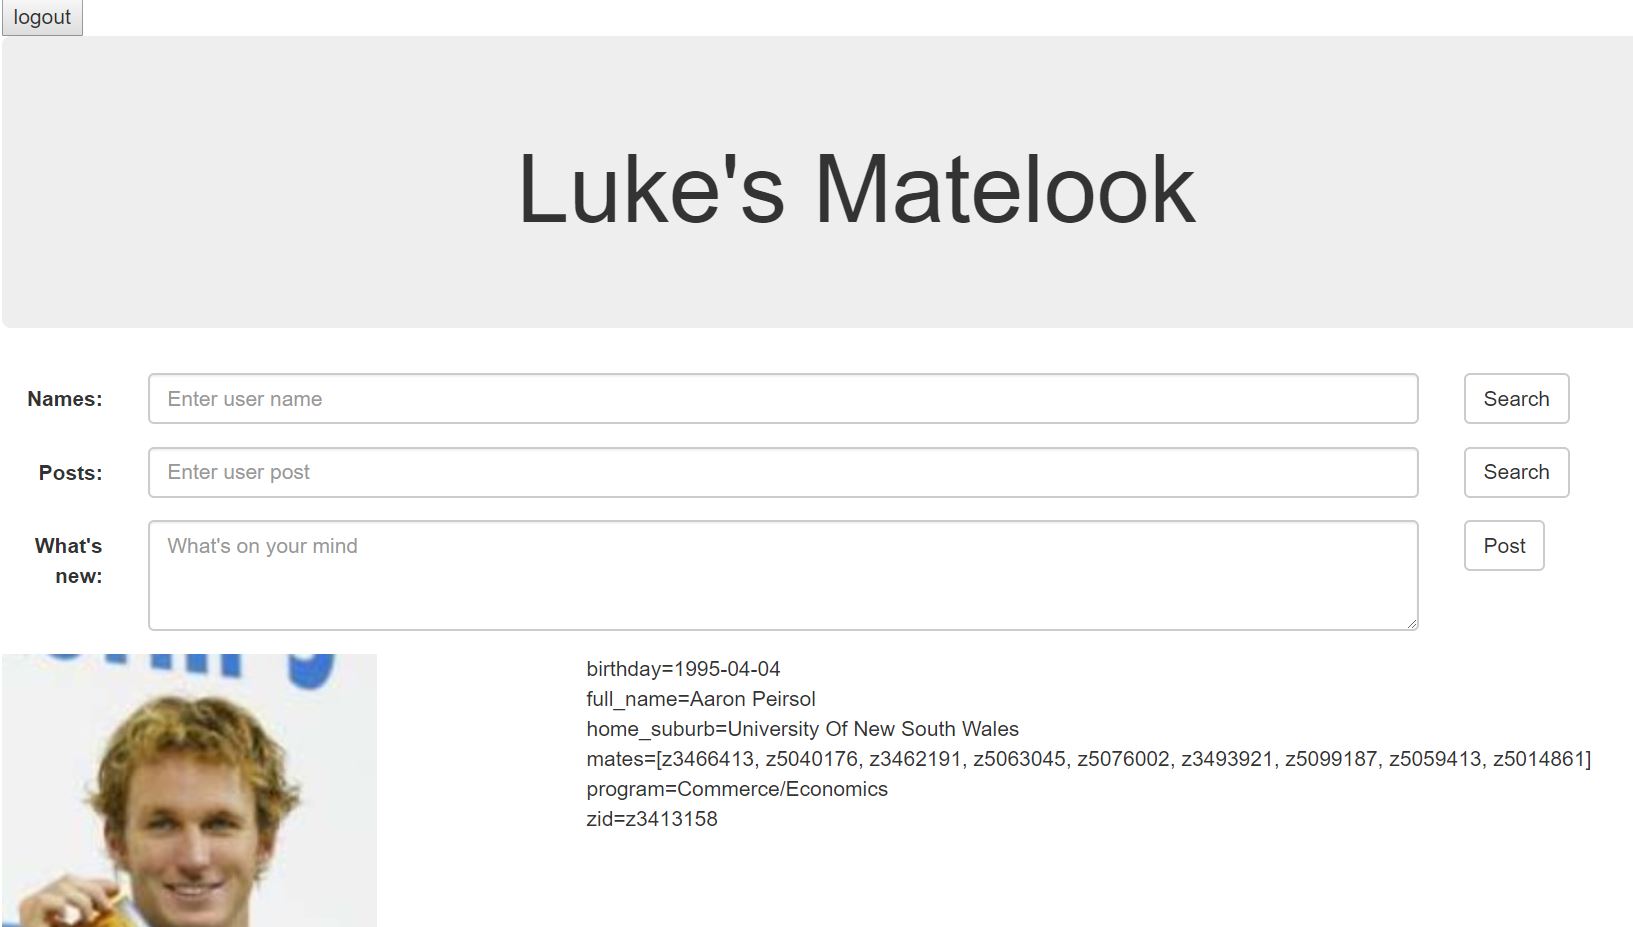 logout
Luke's Matelook
Names:
Enter user name
Search
Posts:
Enter user post
Search
What's
new:
What's on your mind
Post
birthday=1995-04-04
full_name=Aaron Peirsol
home_suburb=University Of New South Wales
mates=[z3466413, z5040176, z3462191, z5063045, z5076002, z3493921, z5099187, z5059413, z5014861]
program=Commerce/Economics
zid=z3413158